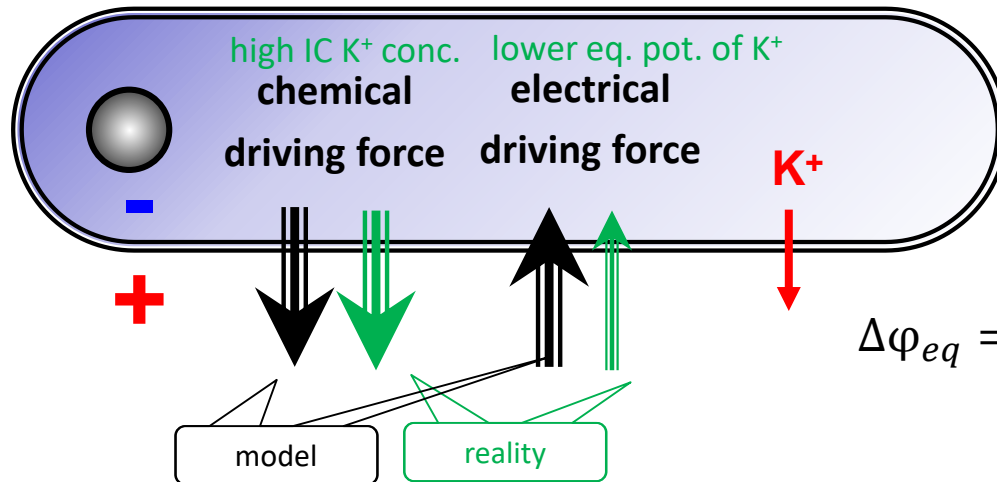 high IC K⁺ conc.
chemical
driving force
lower eq. pot. of K⁺
electrical
driving force
K⁺
-
+
Δφ_eq =
model
reality